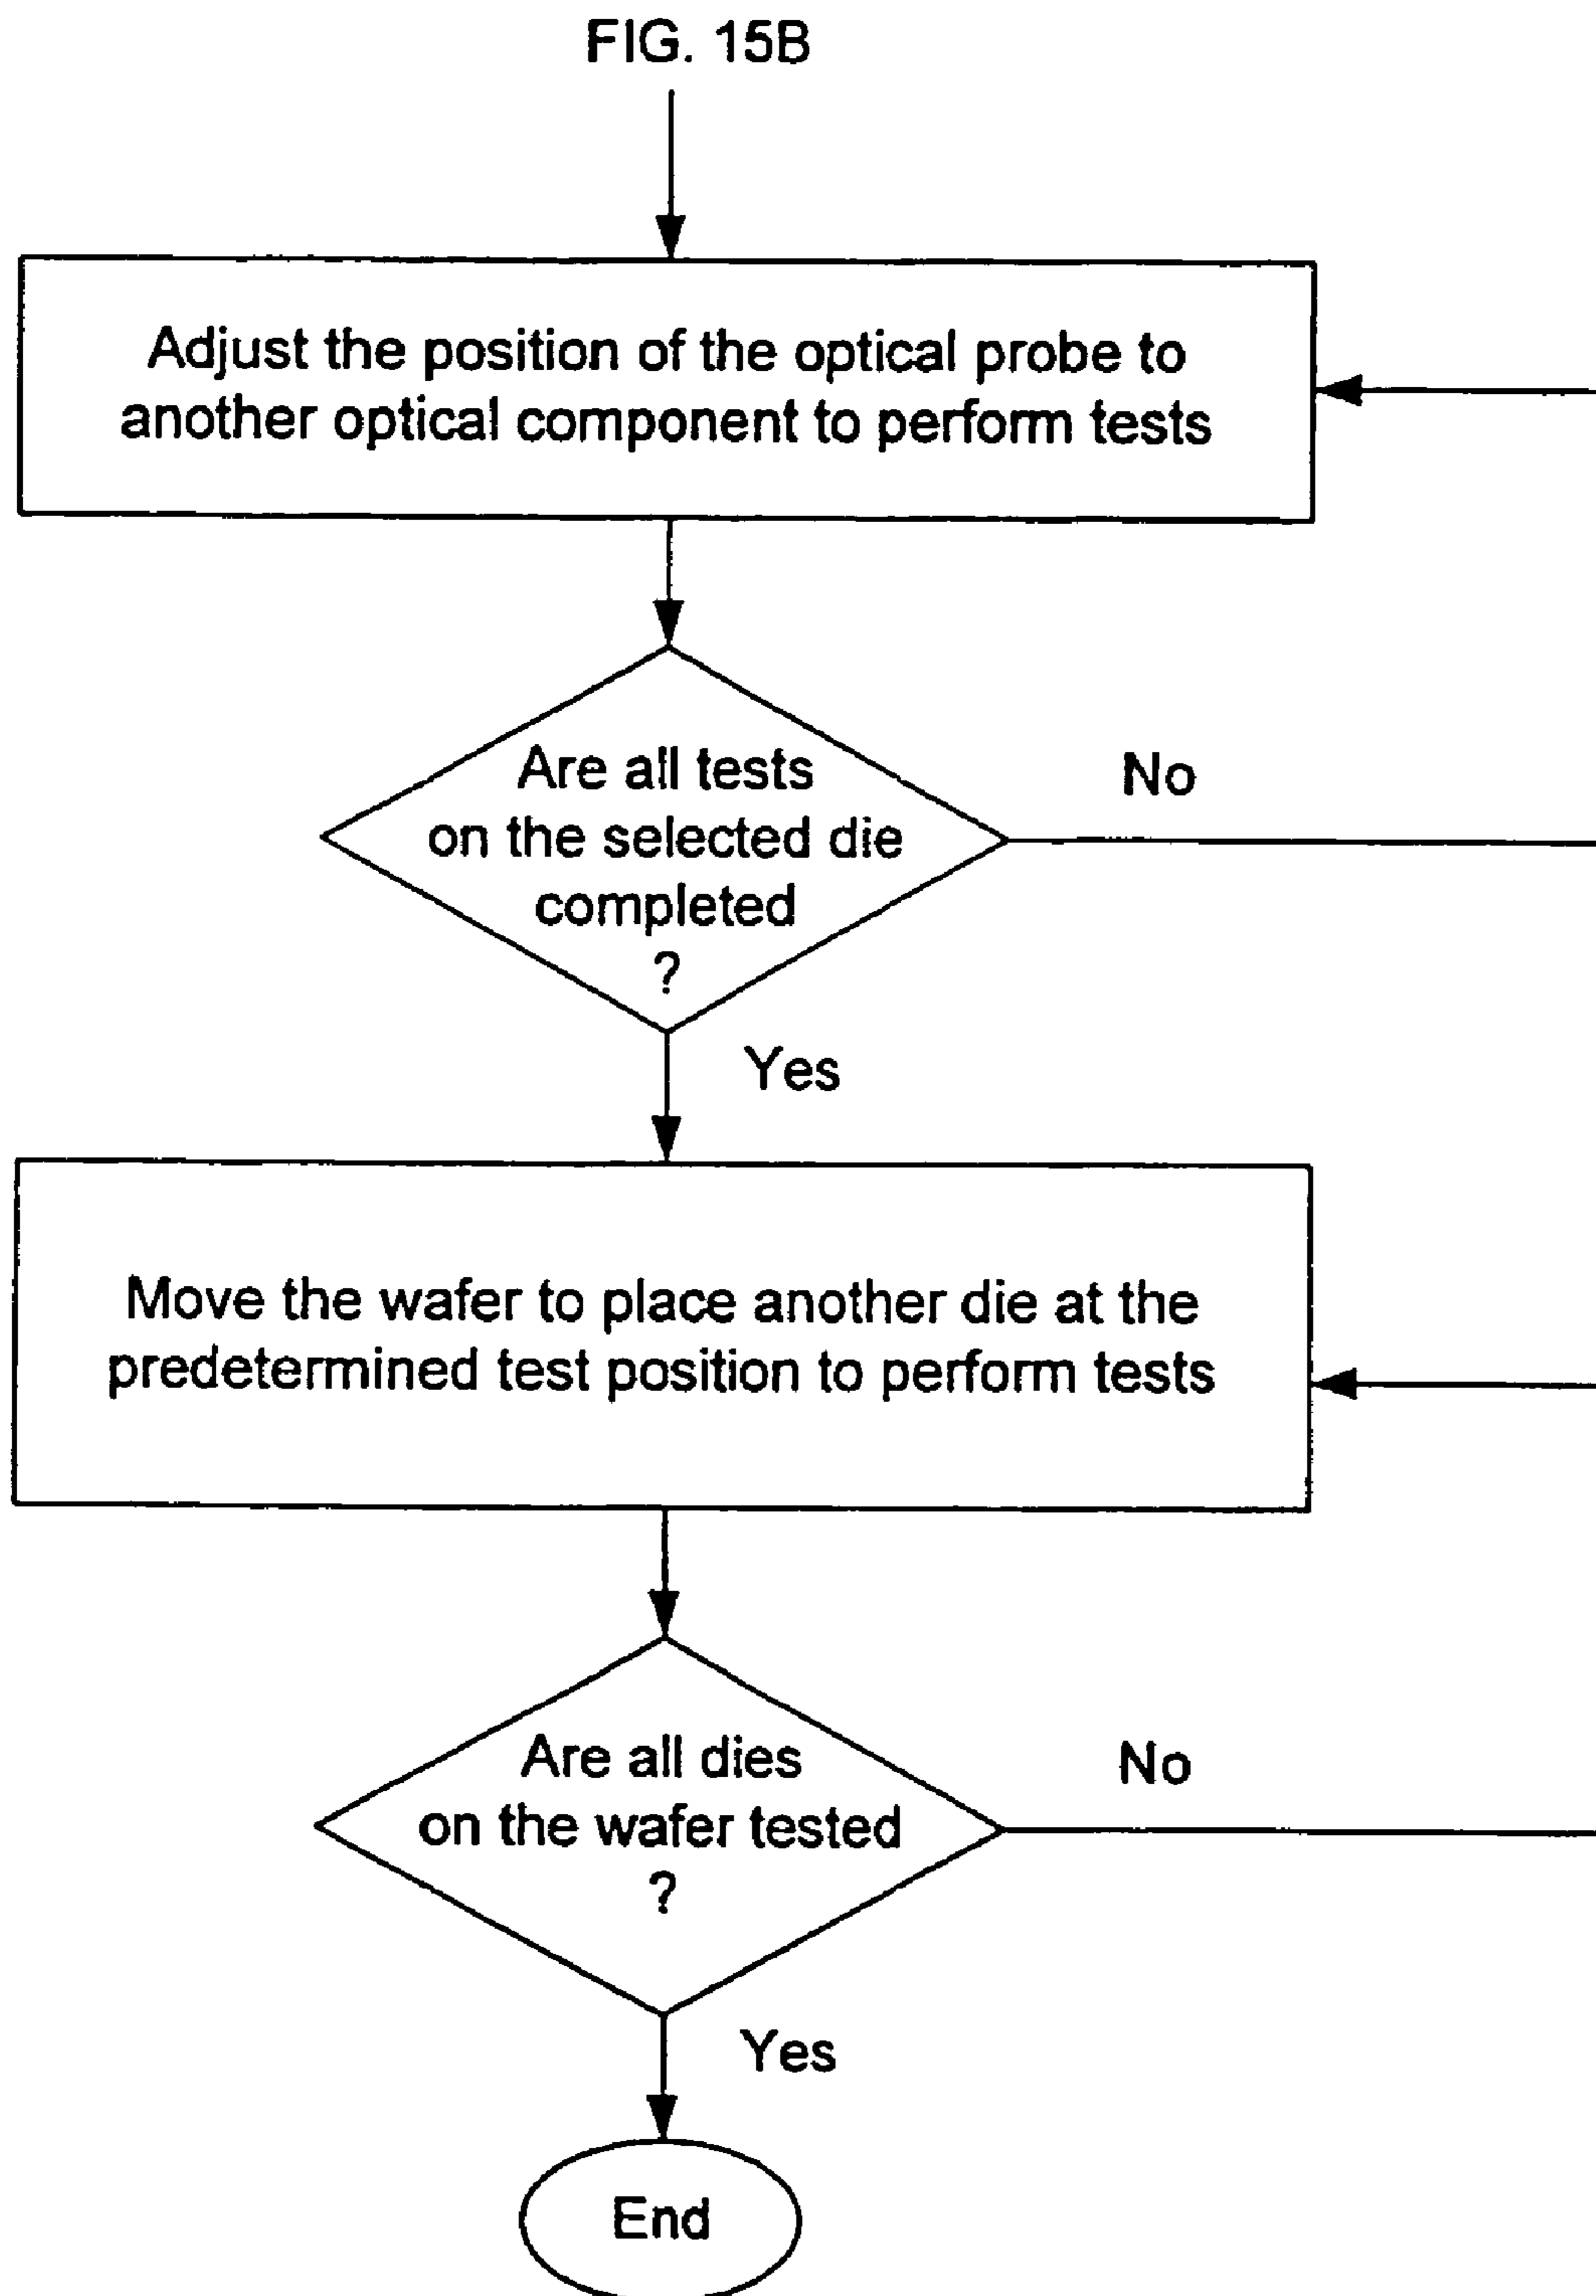 FIG. 15B
Adjust the position of the optical probe to
another optical component to perform tests
Are all tests
on the selected die
completed
?
No
Yes
Move the wafer to place another die at the
predetermined test position to perform tests
Are all dies
on the wafer tested
?
No
Yes
End